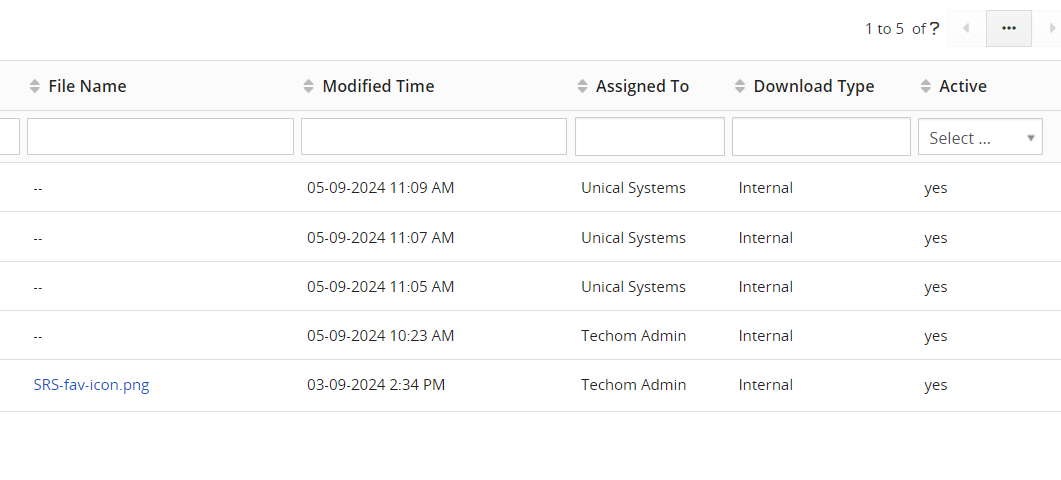 1 to 5 of ?
...
File Name Modified Time Assigned To Download Type Active
Select ...
-- 05-09-2024 11:09 AM Unical Systems Internal yes
-- 05-09-2024 11:07 AM Unical Systems Internal yes
-- 05-09-2024 11:05 AM Unical Systems Internal yes
-- 05-09-2024 10:23 AM Techom Admin Internal yes
SRS-fav-icon.png 03-09-2024 2:34 PM Techom Admin Internal yes